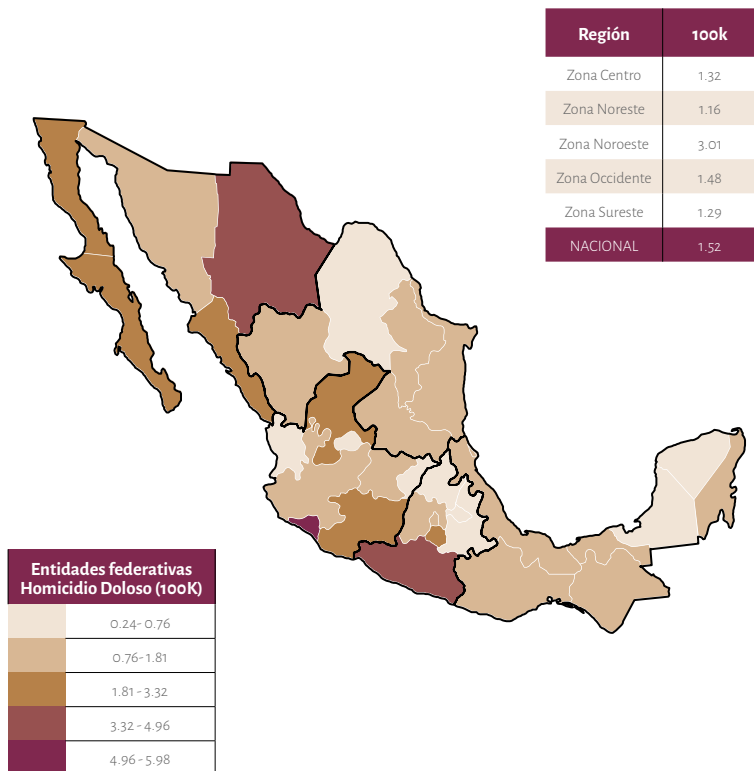 Región 100k
Zona Centro 1.32
Zona Noreste 1.16
Zona Noroeste 3.01
Zona Occidente 1.48
Zona Sureste 1.29
NACIONAL 1.52
Entidades federativas
Homicidio Doloso (100K)
0.24- 0.76
0.76- 1.81
1.81 - 3.32
3.32 - 4.96
4.96 - 5.98